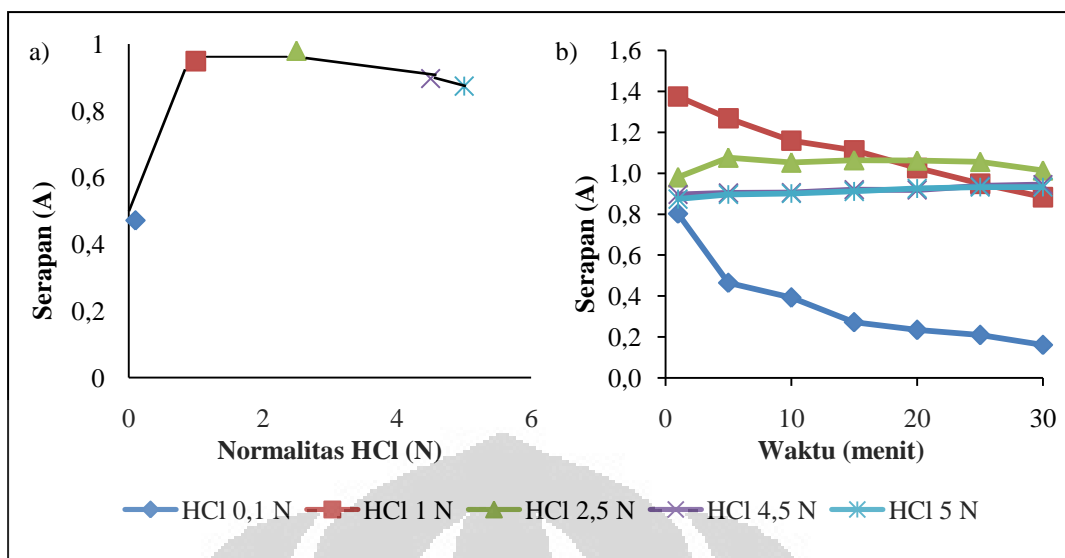 a)
Serapan (A)
1
0,8
0,6
0,4
0,2
0
0 2 4 6
Normalitas HCl (N)
b)
Serapan (A)
1,6
1,4
1,2
1,0
0,8
0,6
0,4
0,2
0,0
0 10 20 30
Waktu (menit)
HCl 0,1 N HCl 1 N HCl 2,5 N HCl 4,5 N HCl 5 N